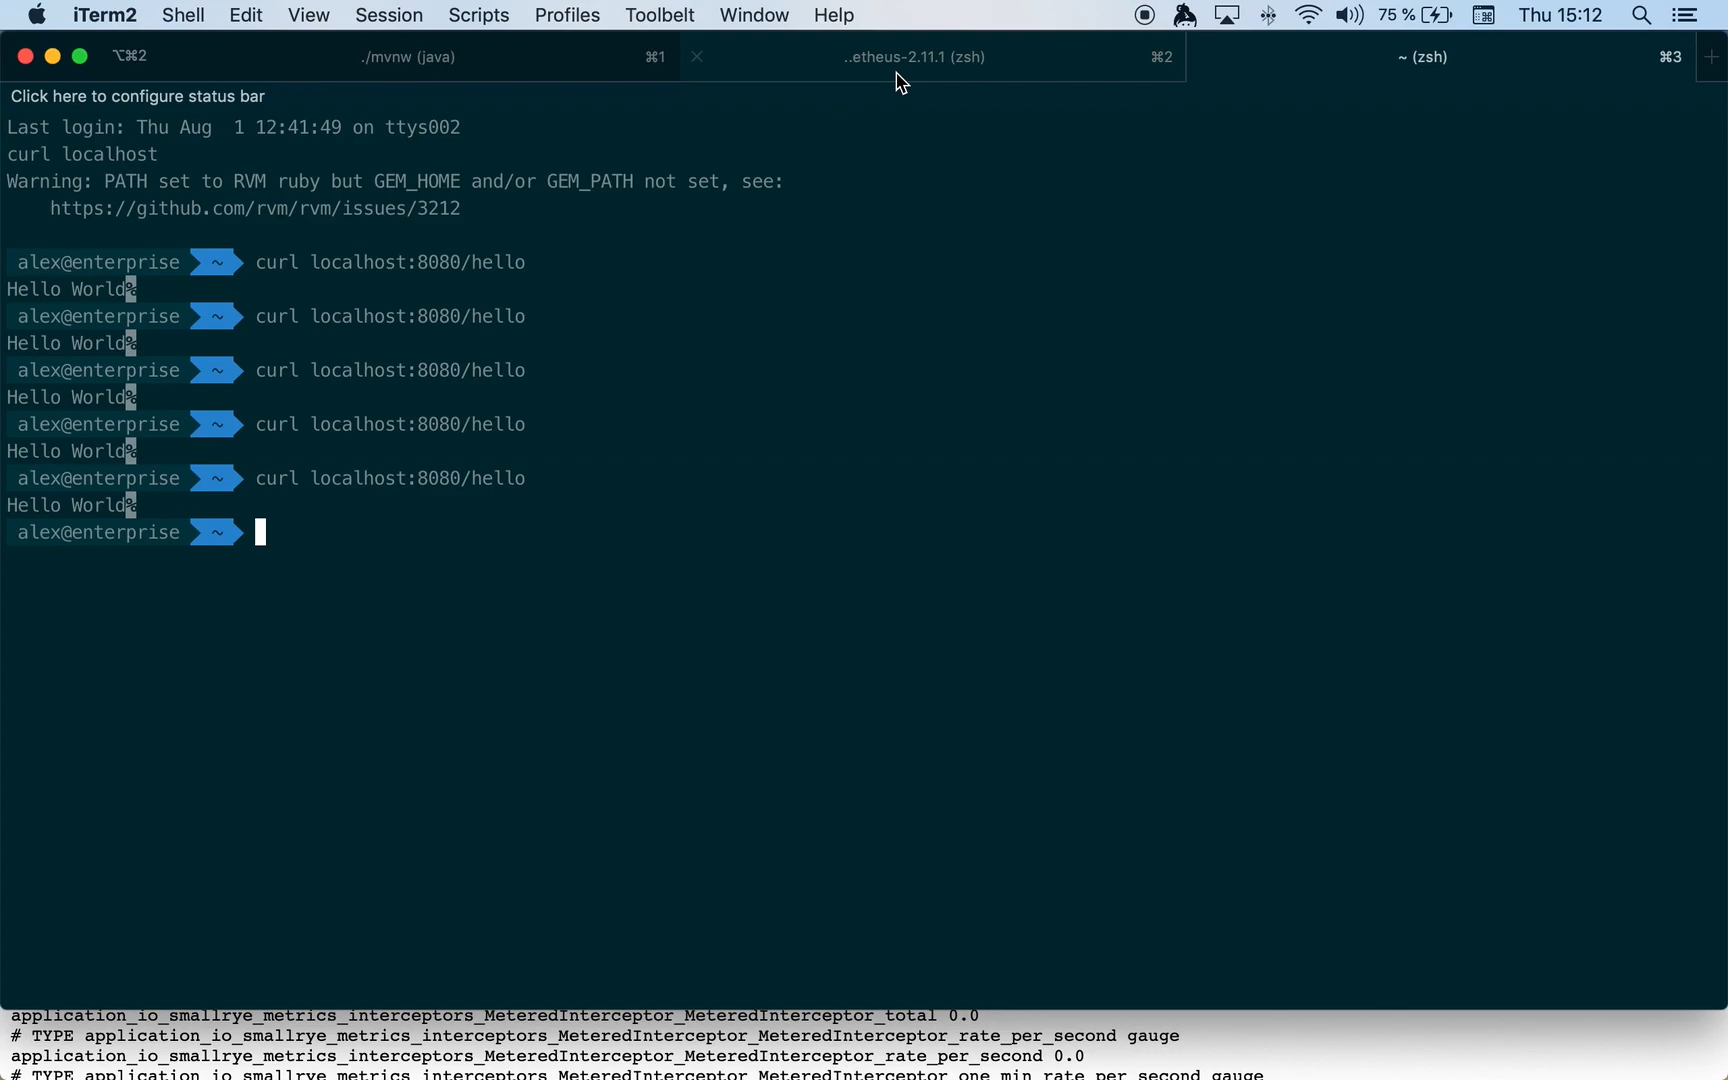 iTerm2 Shell Edit View Session Scripts Profiles Toolbelt Window Help 75 % Thu 15:12
⌥⌘2 ./mvnw (java) ⌘1 ..etheus-2.11.1 (zsh) ⌘2 ~ (zsh) ⌘3
Click here to configure status bar
Last login: Thu Aug  1 12:41:49 on ttys002
curl localhost
Warning: PATH set to RVM ruby but GEM_HOME and/or GEM_PATH not set, see:
https://github.com/rvm/rvm/issues/3212
alex@enterprise ~ curl localhost:8080/hello
Hello World%
alex@enterprise ~ curl localhost:8080/hello
Hello World%
alex@enterprise ~ curl localhost:8080/hello
Hello World%
alex@enterprise ~ curl localhost:8080/hello
Hello World%
alex@enterprise ~ curl localhost:8080/hello
Hello World%
alex@enterprise ~
application_io_smallrye_metrics_interceptors_MeteredInterceptor_MeteredInterceptor_total 0.0
# TYPE application_io_smallrye_metrics_interceptors_MeteredInterceptor_MeteredInterceptor_rate_per_second gauge
application_io_smallrye_metrics_interceptors_MeteredInterceptor_MeteredInterceptor_rate_per_second 0.0
# TYPE application_io_smallrye_metrics_interceptors_MeteredInterceptor_MeteredInterceptor_one_min_rate_per_second gauge